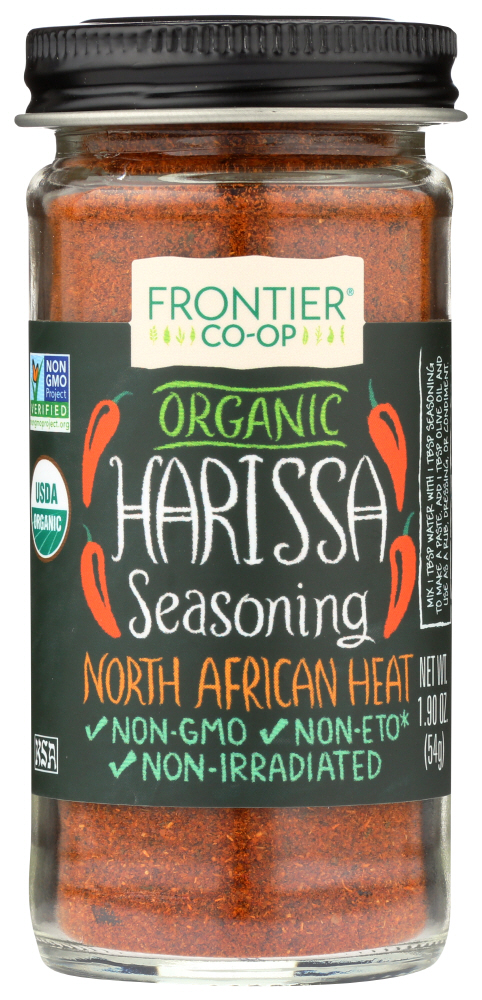 FRONTIER®
CO-OP
NON
GMO
Project
VERIFIED
nongmoproject.org
USDA
ORGANIC
ORGANIC
HARISSA
Seasoning
NORTH AFRICAN HEAT
✓NON-GMO ✓NON-ETO*
✓NON-IRRADIATED
KSA
MIX 1 TBSP WATER WITH 1 TBSP SEASONING
TO MAKE A PASTE. ADD 1 TBSP OLIVE OIL AND
USE AS A RUB, DRESSING, OR CONDIMENT.
NET WT.
1.90 OZ.
(54g)